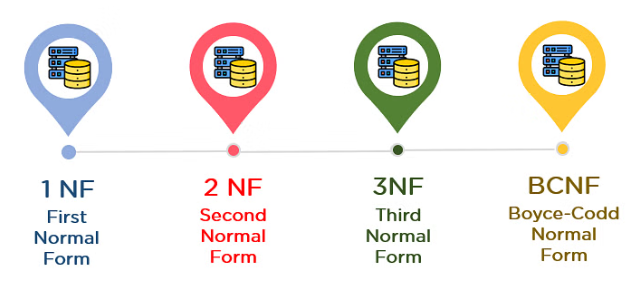 1 NF
First
Normal
Form
2 NF
Second
Normal
Form
3NF
Third
Normal
Form
BCNF
Boyce-Codd
Normal
Form